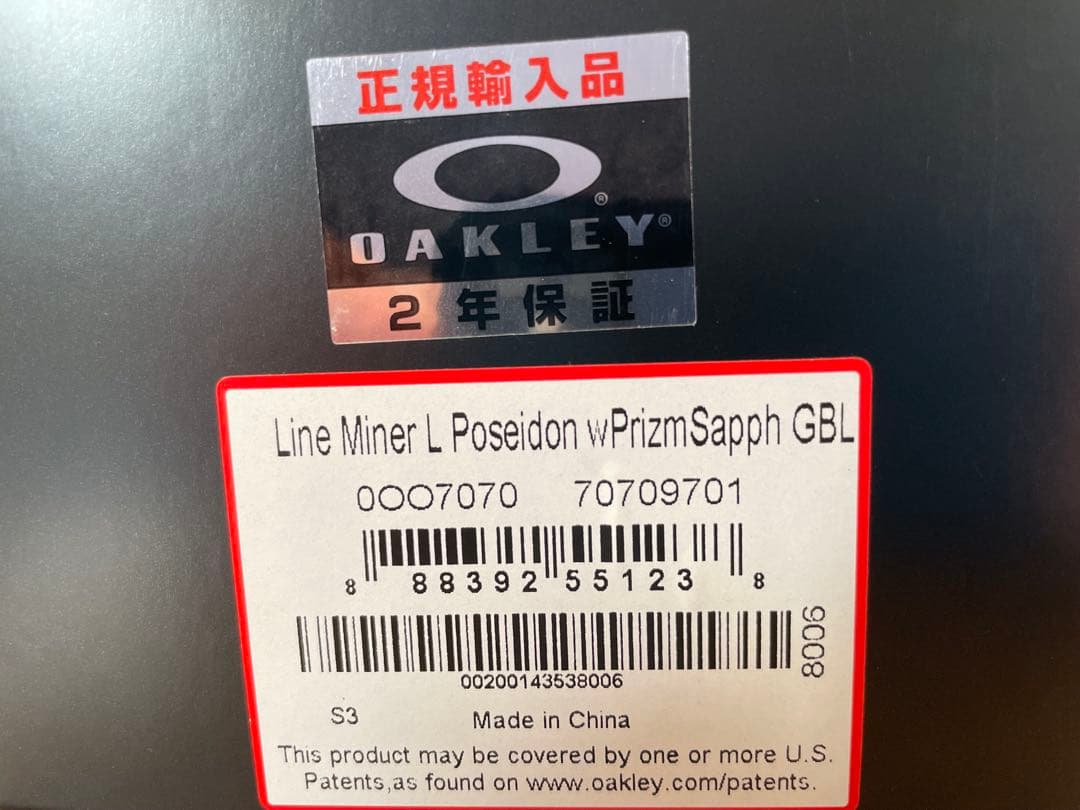 正規輸入品
®
OAKLEY®
2年保証
Line Miner L Poseidon wPrizmSapph GBL
0OO7070 70709701
8 88392 55123 8
8006
00200143538006
S3 Made in China
This product may be covered by one or more U.S.
Patents,as found on www.oakley.com/patents.